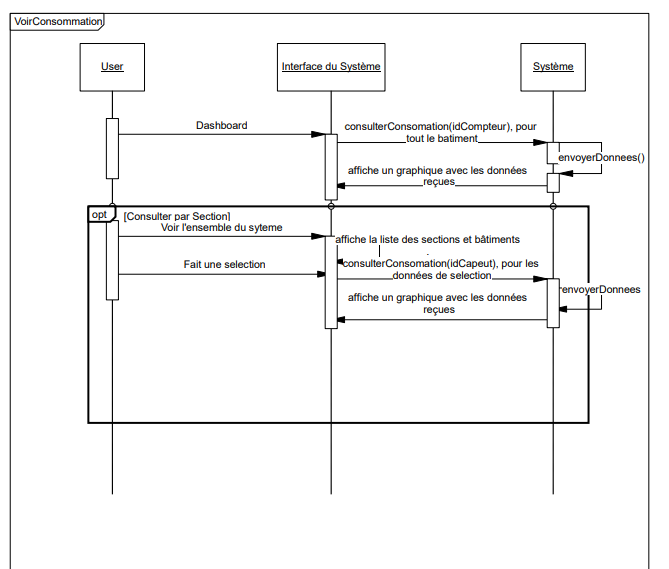 VoirConsommation
User
Interface du Système
Système
Dashboard
consulterConsomation(idCompteur), pour
tout le batiment
envoyerDonnees()
affiche un graphique avec les données
reçues
opt
[Consulter par Section]
Voir l'ensemble du syteme
affiche la liste des sections et bâtiments
Fait une selection
consulterConsomation(idCapeut), pour les
données de selection
envoyerDonnees
affiche un graphique avec les données
reçues